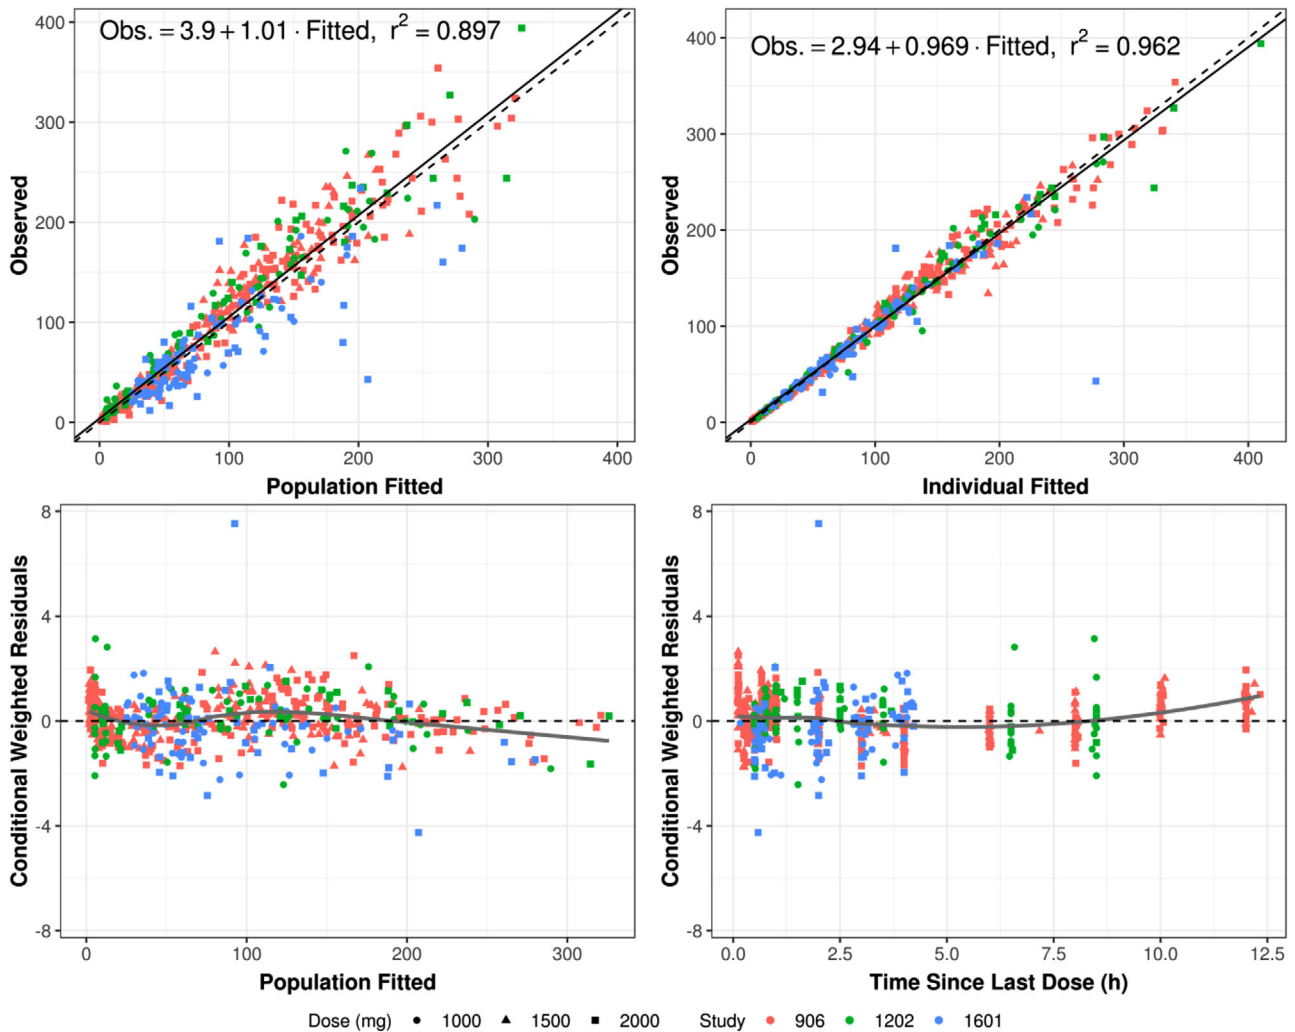 Obs. = 3.9 + 1.01 · Fitted, r² = 0.897
400
300
200
100
0
Observed
0 100 200 300 400
Population Fitted
Obs. = 2.94 + 0.969 · Fitted, r² = 0.962
400
300
200
100
0
Observed
0 100 200 300 400
Individual Fitted
8
4
0
-4
-8
Conditional Weighted Residuals
0 100 200 300
Population Fitted
8
4
0
-4
-8
Conditional Weighted Residuals
0.0 2.5 5.0 7.5 10.0 12.5
Time Since Last Dose (h)
Dose (mg) 1000 1500 2000 Study 906 1202 1601